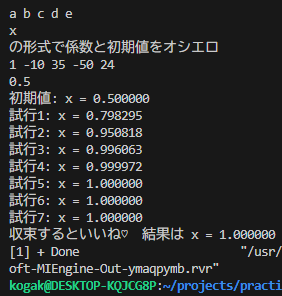 a b c d e
x
の形式で係数と初期値をオシエロ
1 -10 35 -50 24
0.5
初期値: x = 0.500000
試行1: x = 0.798295
試行2: x = 0.950818
試行3: x = 0.996063
試行4: x = 0.999972
試行5: x = 1.000000
試行6: x = 1.000000
試行7: x = 1.000000
収束するといいね♡ 結果は x = 1.000000
[1] + Done "/usr/
oft-MIEngine-Out-ymaqpymb.rvr"
kogak@DESKTOP-KQJCG8P:~/projects/practi